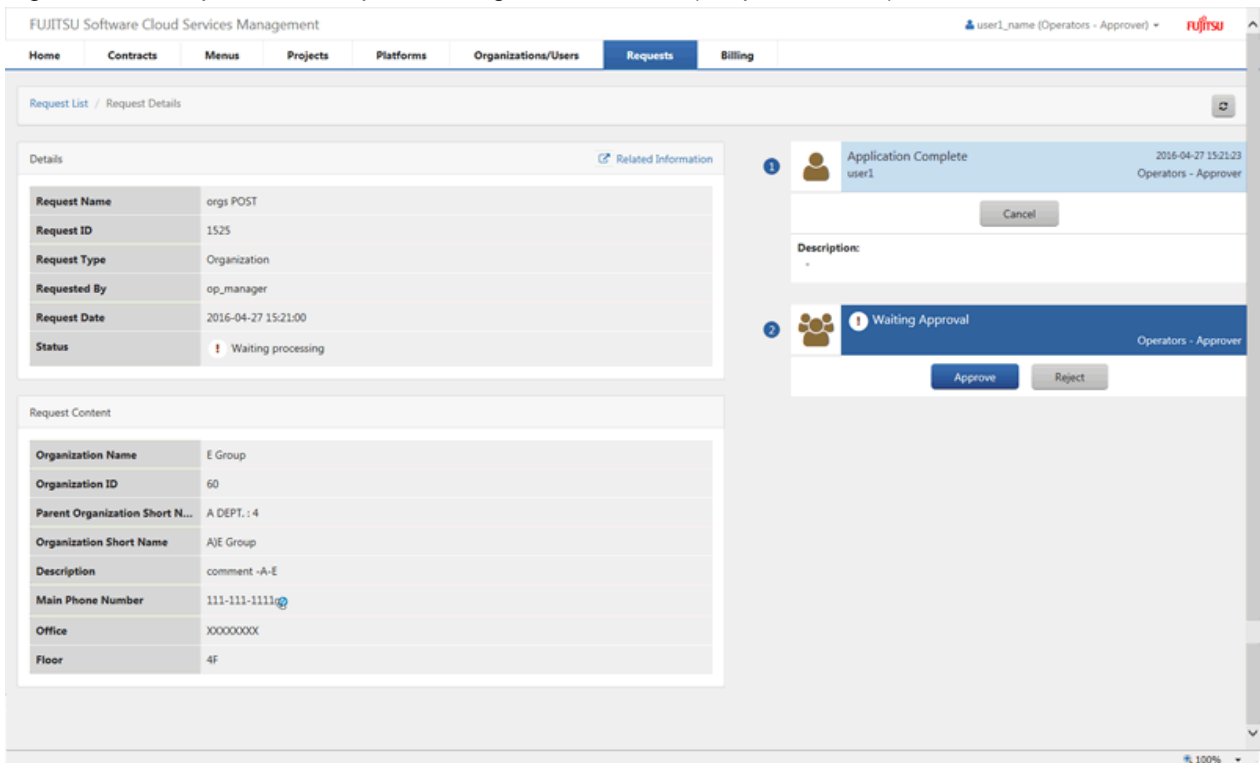 FUJITSU Software Cloud Services Management
user1_name (Operators - Approver)
FUJITSU
Home Contracts Menus Projects Platforms Organizations/Users Requests Billing
Request List / Request Details
Details
Related Information
Request Name orgs POST
Request ID 1525
Request Type Organization
Requested By op_manager
Request Date 2016-04-27 15:21:00
Status ! Waiting processing
Request Content
Organization Name E Group
Organization ID 60
Parent Organization Short N... A DEPT. : 4
Organization Short Name A)E Group
Description comment -A-E
Main Phone Number 111-111-1111
Office XXXXXXXX
Floor 4F
1
Application Complete 2016-04-27 15:21:23
user1 Operators - Approver
Cancel
Description:
-
2
! Waiting Approval
Operators - Approver
Approve Reject
100%